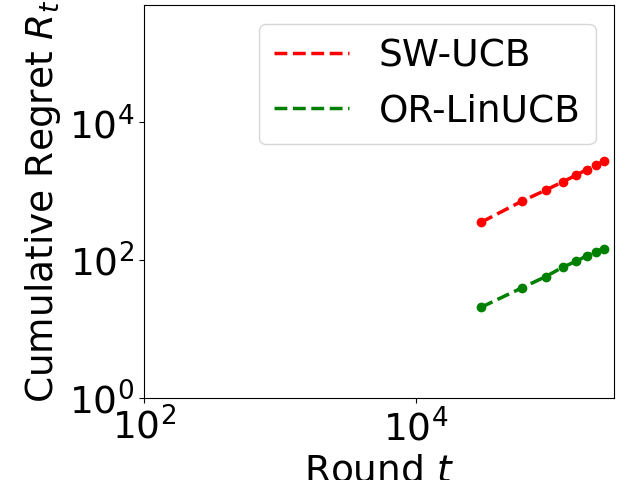 Cumulative Regret R_t
10^4
10^2
10^0
SW-UCB
OR-LinUCB
10^2
10^4
Round t